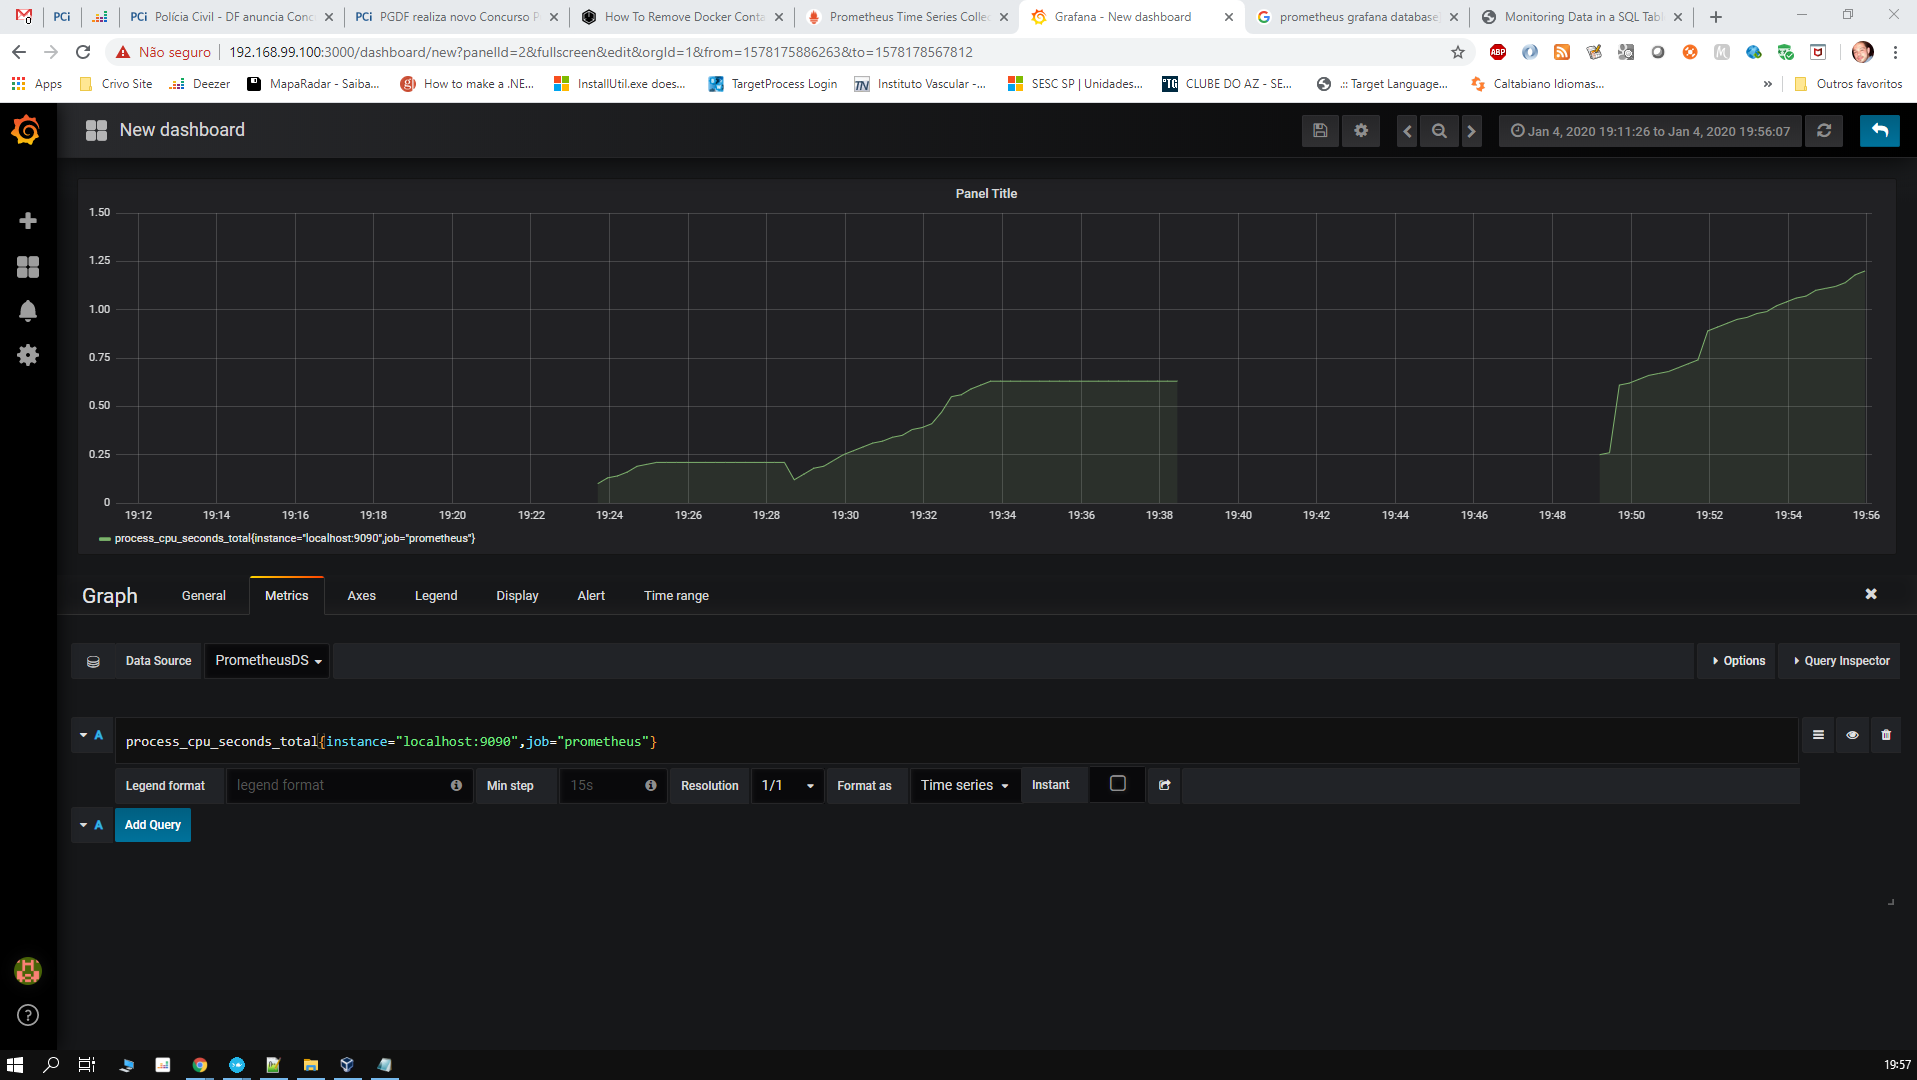 PCi
PCi Polícia Civil - DF anuncia Conc
PCi PGDF realiza novo Concurso P
How To Remove Docker Conta
Prometheus Time Series Collec
Grafana - New dashboard
prometheus grafana database
Monitoring Data in a SQL Tabl
Não seguro 192.168.99.100:3000/dashboard/new?panelId=2&fullscreen&edit&orgId=1&from=1578175886263&to=1578178567812
ABP
Apps Crivo Site Deezer MapaRadar - Saiba... How to make a .NE... InstallUtil.exe does... TargetProcess Login Instituto Vascular -... SESC SP | Unidades... CLUBE DO AZ - SE... .:: Target Language... Caltabiano Idiomas... » Outros favoritos
New dashboard
Jan 4, 2020 19:11:26 to Jan 4, 2020 19:56:07
Panel Title
1.50
1.25
1.00
0.75
0.50
0.25
0
19:12 19:14 19:16 19:18 19:20 19:22 19:24 19:26 19:28 19:30 19:32 19:34 19:36 19:38 19:40 19:42 19:44 19:46 19:48 19:50 19:52 19:54 19:56
process_cpu_seconds_total{instance="localhost:9090",job="prometheus"}
Graph General Metrics Axes Legend Display Alert Time range
Data Source PrometheusDS Options Query Inspector
A process_cpu_seconds_total{instance="localhost:9090",job="prometheus"}
Legend format legend format Min step 15s Resolution 1/1 Format as Time series Instant
A Add Query
19:57